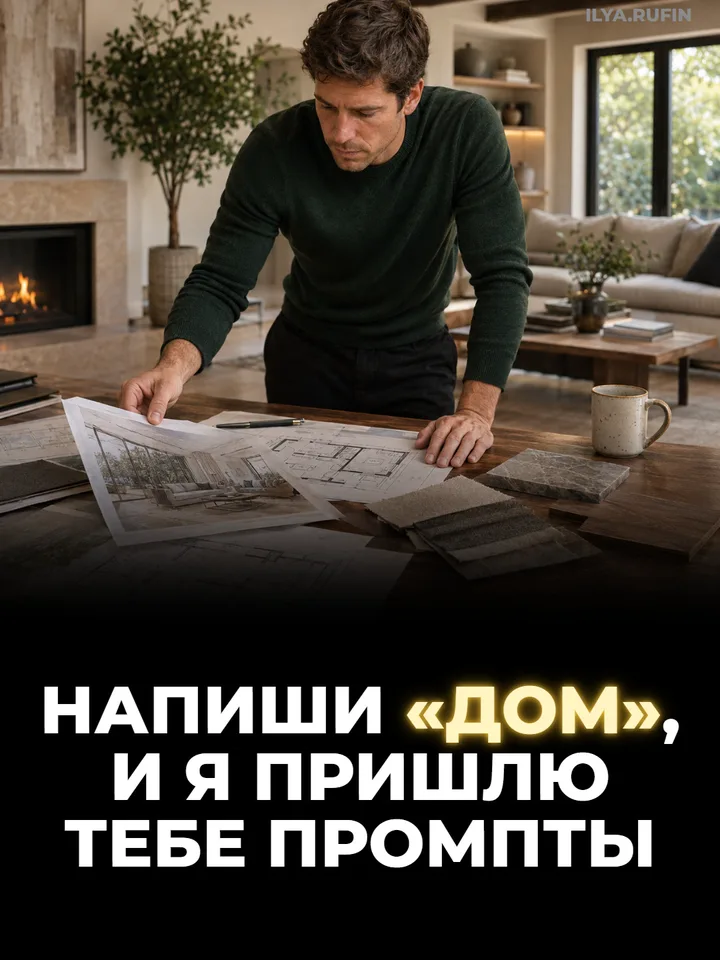 ILYA.RUFIN
НАПИШИ «ДОМ»,
И Я ПРИШЛЮ
ТЕБЕ ПРОМПТЫ